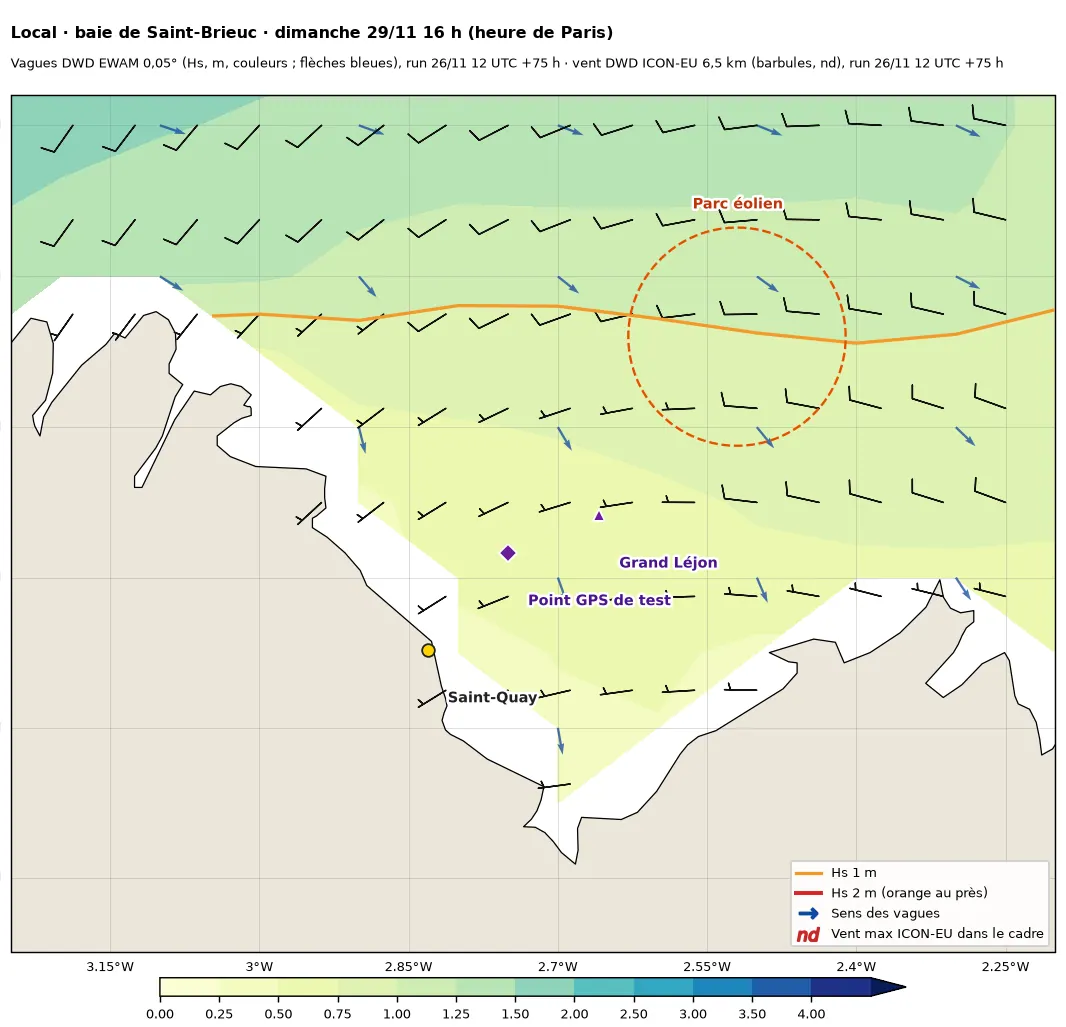 Local · baie de Saint-Brieuc · dimanche 29/11 16 h (heure de Paris)
Vagues DWD EWAM 0,05° (Hs, m, couleurs ; flèches bleues), run 26/11 12 UTC +75 h · vent DWD ICON-EU 6,5 km (barbules, nd), run 26/11 12 UTC +75 h
Parc éolien
Grand Léjon
Point GPS de test
Saint-Quay
Hs 1 m
Hs 2 m (orange au près)
Sens des vagues
nd Vent max ICON-EU dans le cadre
3.15°W 3°W 2.85°W 2.7°W 2.55°W 2.4°W 2.25°W
0.00 0.25 0.50 0.75 1.00 1.25 1.50 2.00 2.50 3.00 3.50 4.00